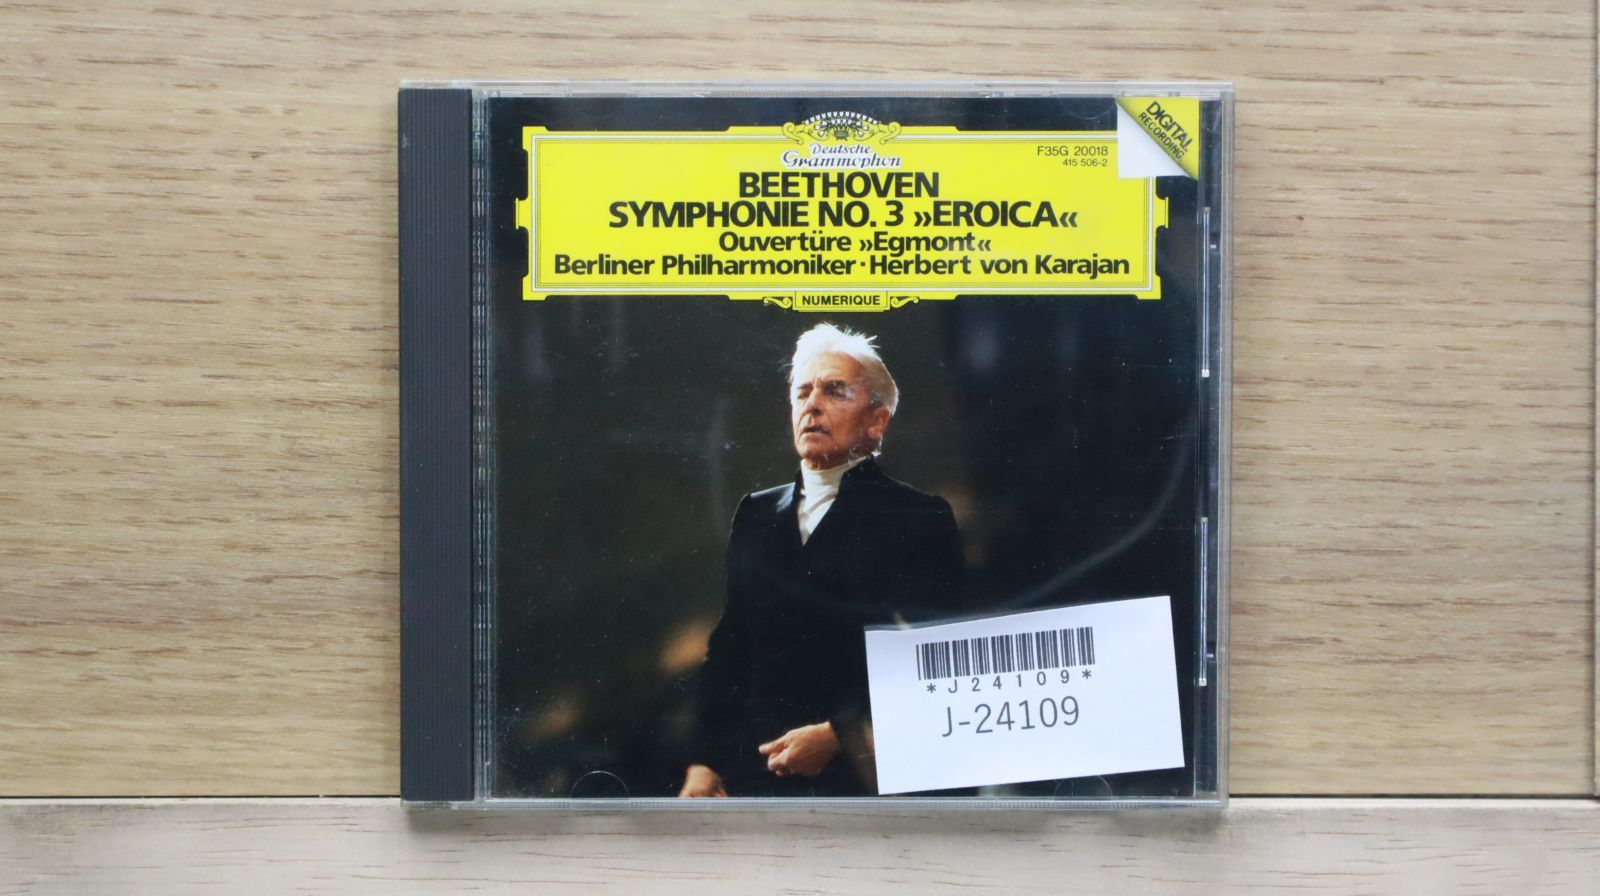 DIGITAL
RECORDING
Deutsche
Grammophon
F35G 20018
415 506-2
BEETHOVEN
SYMPHONIE NO. 3 »EROICA«
Ouvertüre »Egmont«
Berliner Philharmoniker · Herbert von Karajan
NUMERIQUE
*J24109*
J-24109